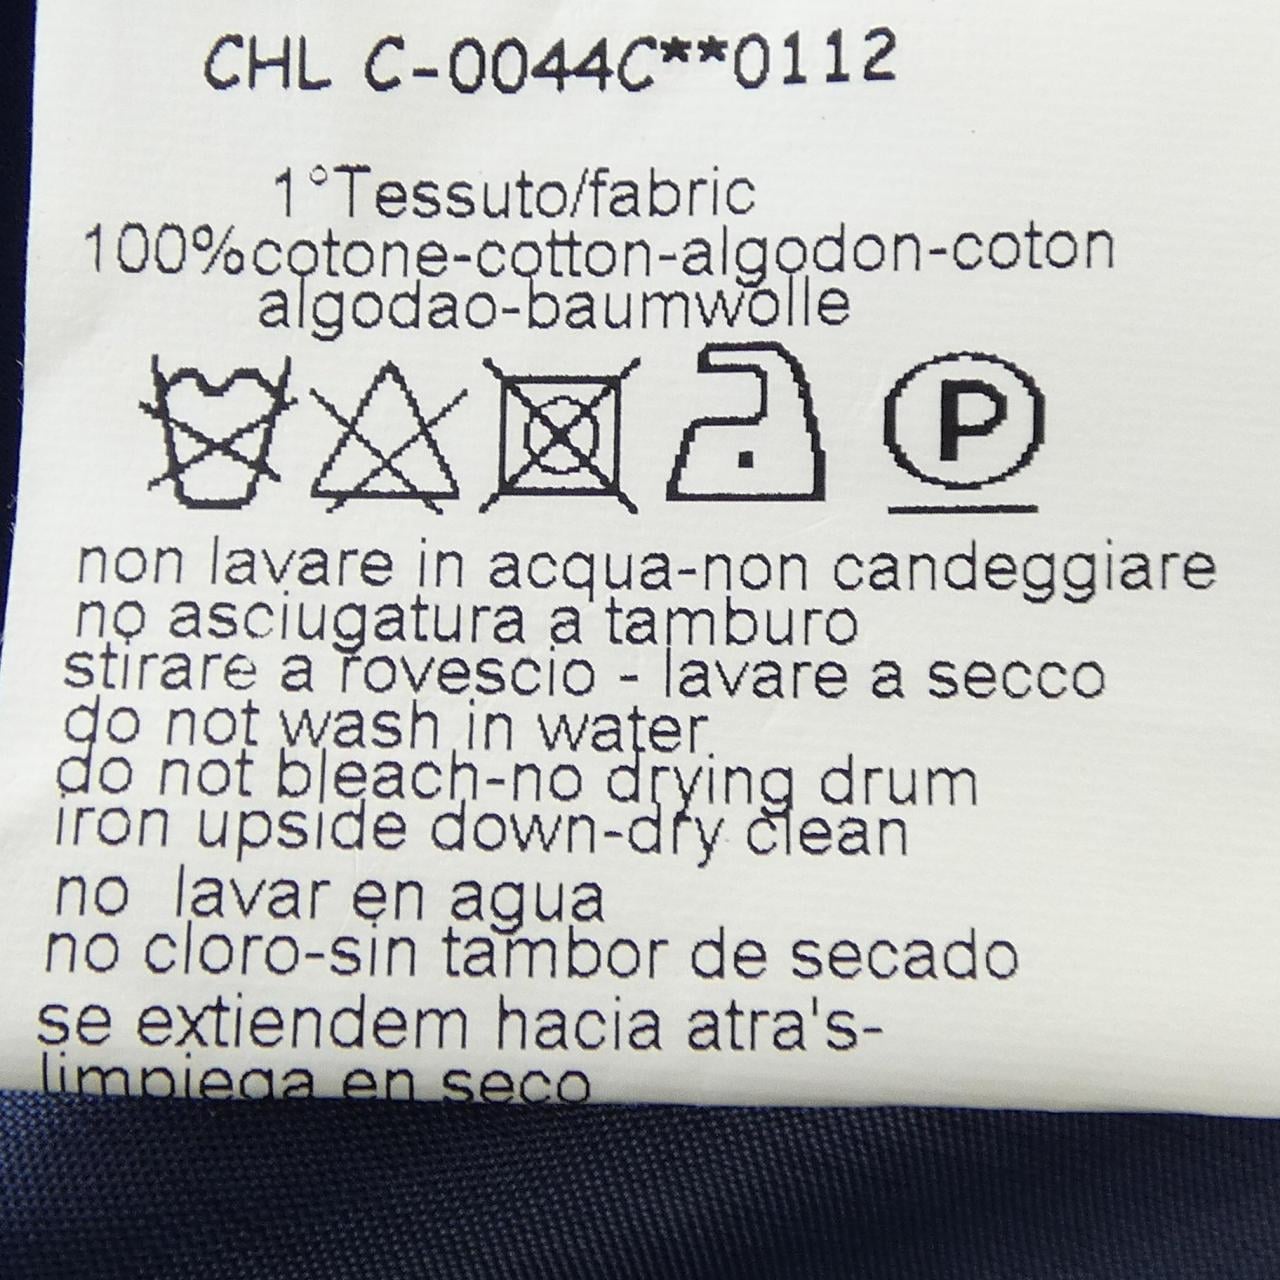 CHL C-0044C**0112
1°Tessuto/fabric
100%cotone-cotton-algodon-coton
algodao-baumwolle
P
non lavare in acqua-non candeggiare
no asciugatura a tamburo
stirare a rovescio - lavare a secco
do not wash in water
do not bleach-no drying drum
iron upside down-dry clean
no lavar en agua
no cloro-sin tambor de secado
se extiendem hacia atra's-
limpiega en seco